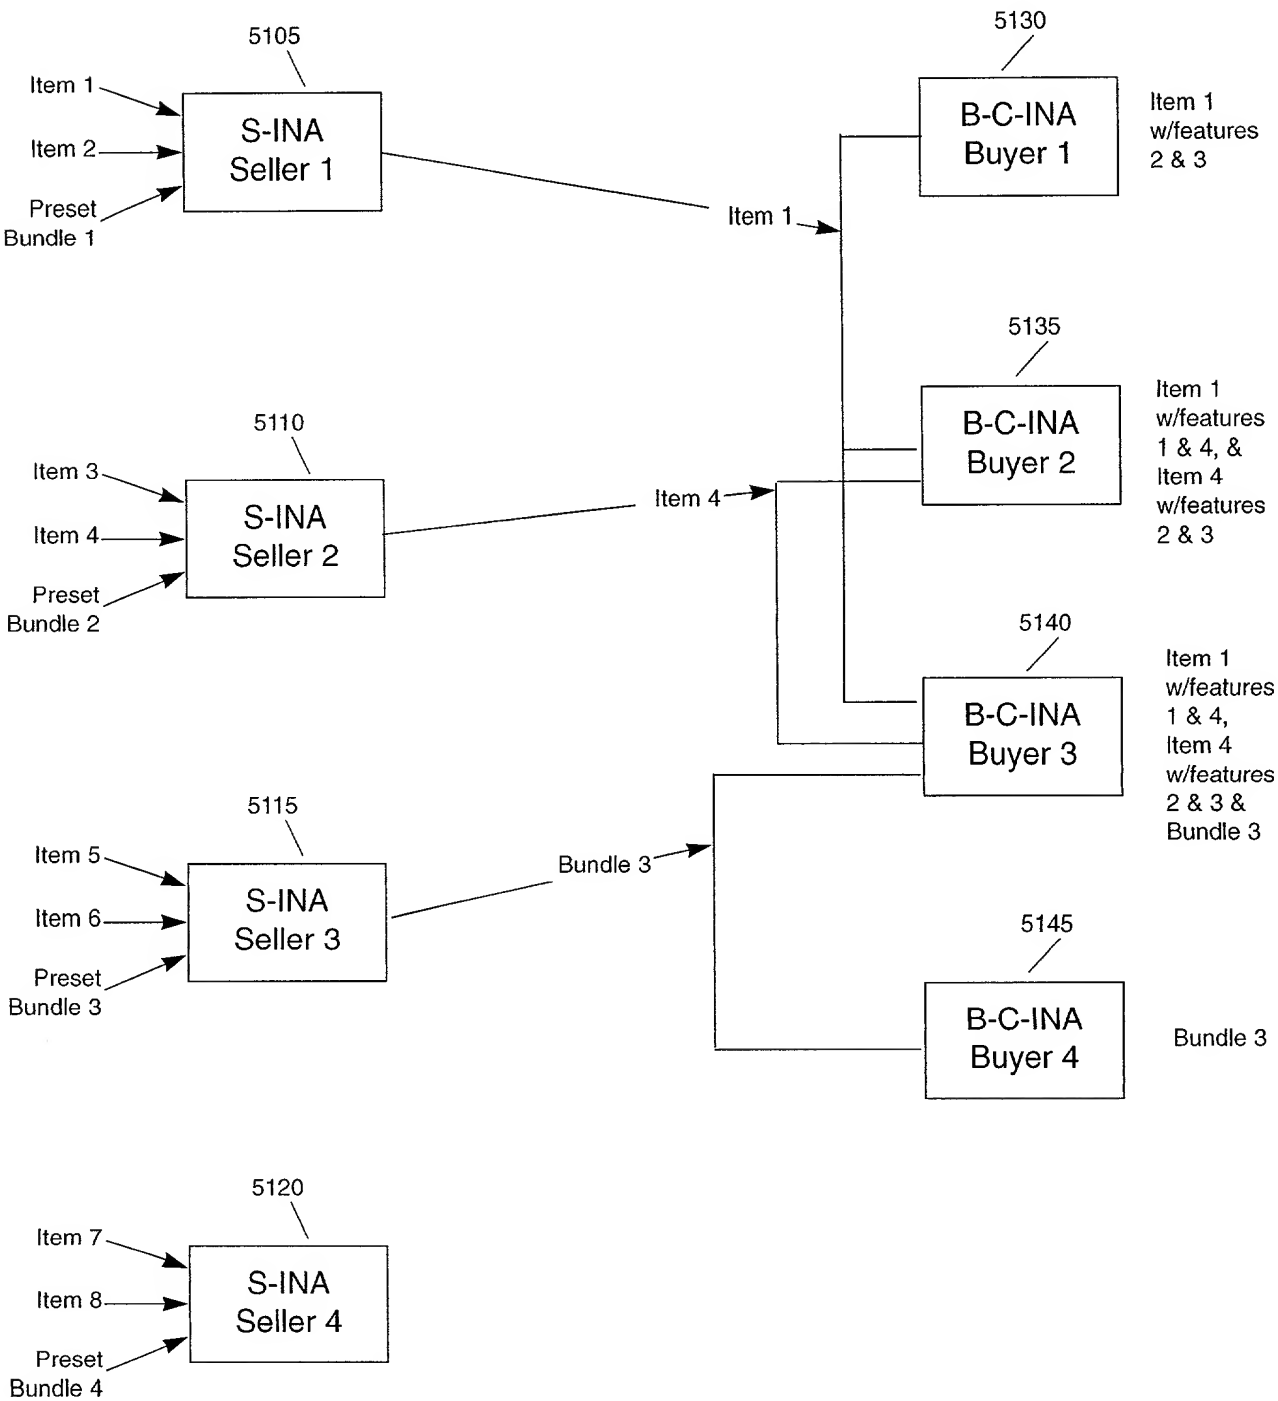 5105
Item 1
Item 2
Preset
Bundle 1
S-INA
Seller 1
Item 1
5130
B-C-INA
Buyer 1
Item 1
w/features
2 & 3
5110
Item 3
Item 4
Preset
Bundle 2
S-INA
Seller 2
Item 4
5135
B-C-INA
Buyer 2
Item 1
w/features
1 & 4, &
Item 4
w/features
2 & 3
5140
B-C-INA
Buyer 3
Item 1
w/features
1 & 4,
Item 4
w/features
2 & 3 &
Bundle 3
5115
Item 5
Item 6
Preset
Bundle 3
S-INA
Seller 3
Bundle 3
5145
B-C-INA
Buyer 4
Bundle 3
5120
Item 7
Item 8
Preset
Bundle 4
S-INA
Seller 4